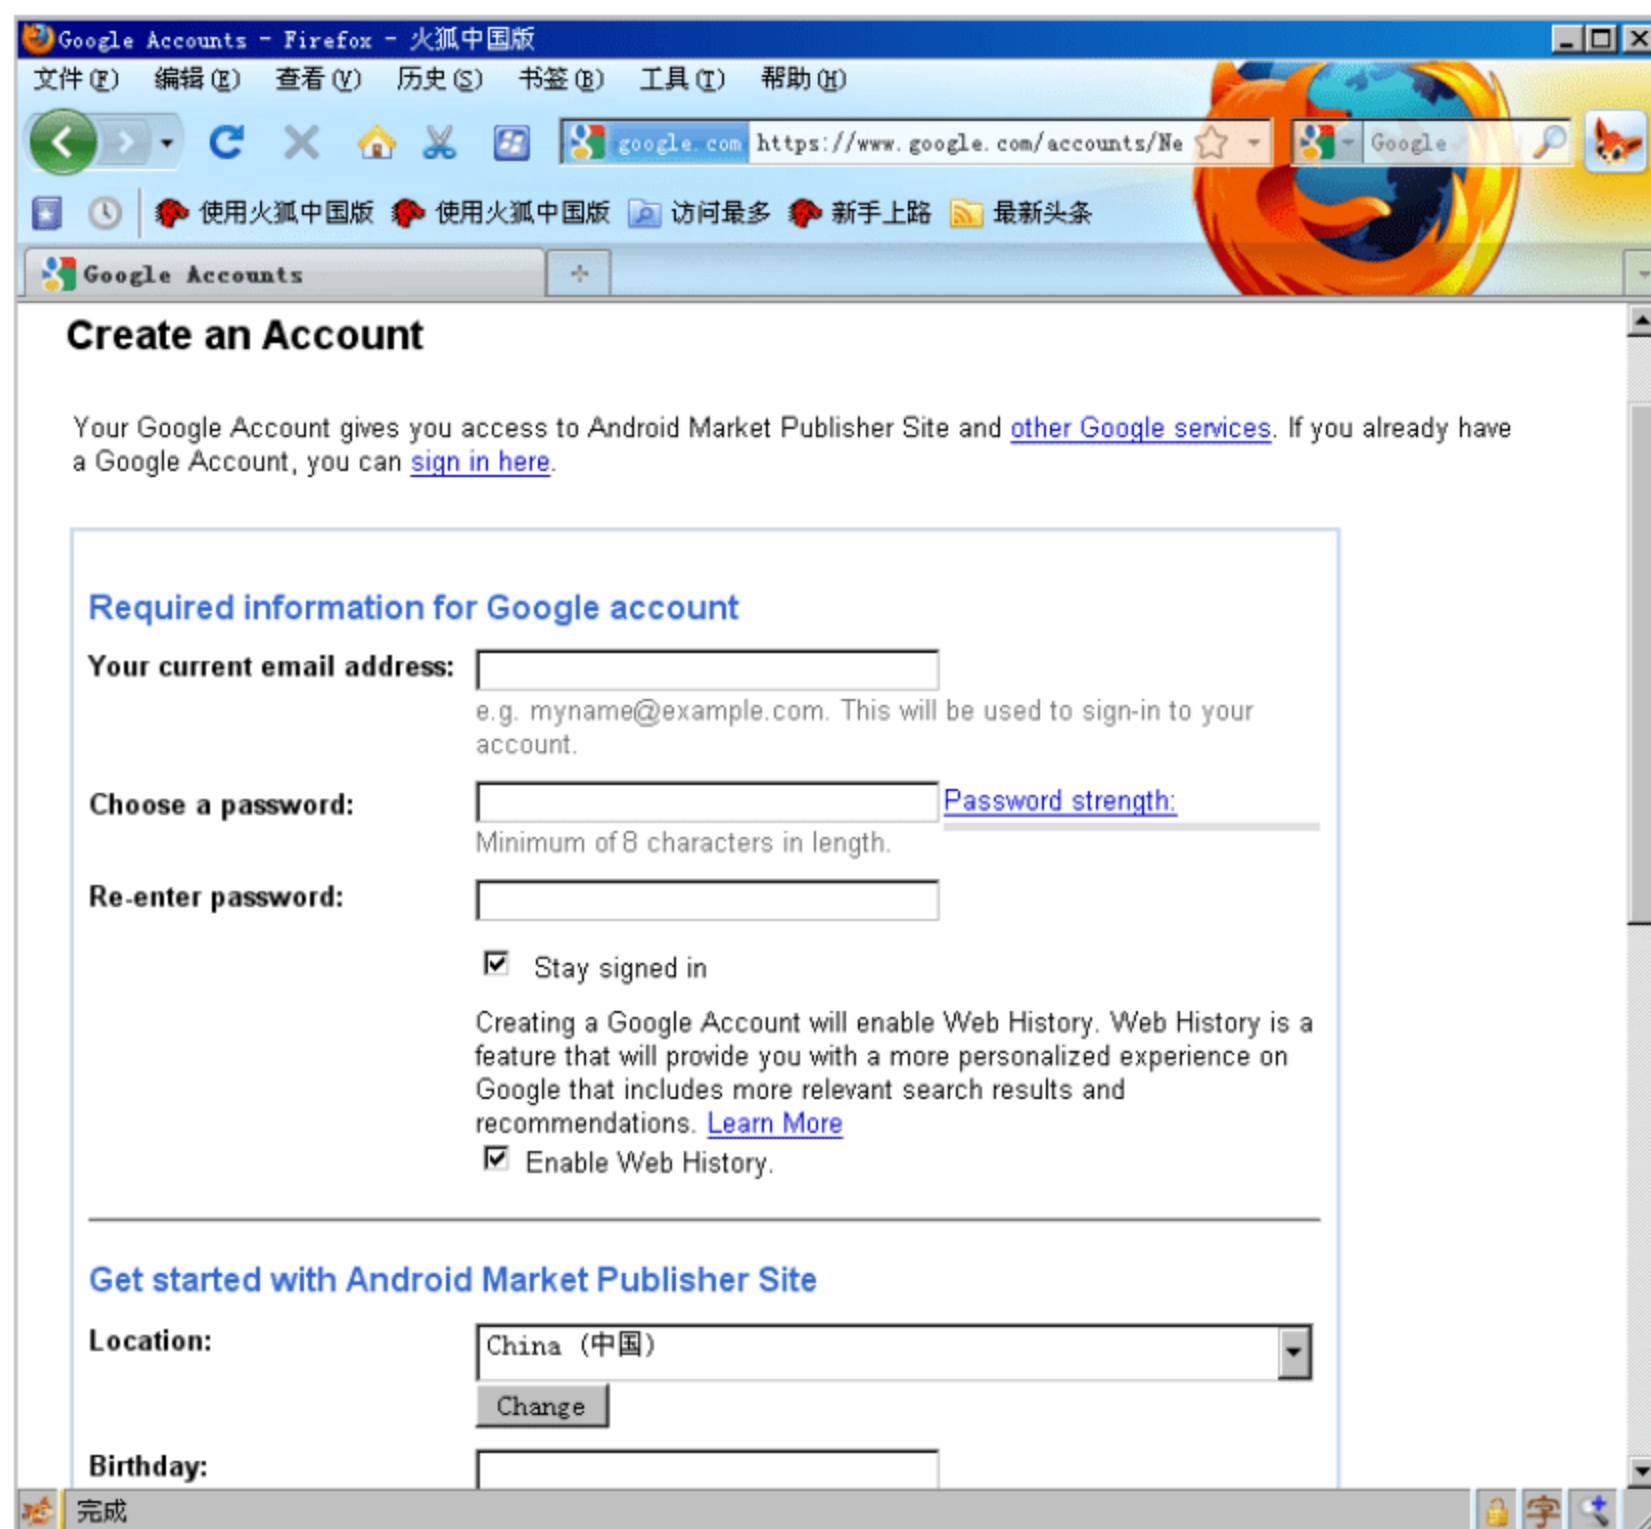 Google Accounts - Firefox - 火狐中国版
文件(F) 编辑(E) 查看(V) 历史(S) 书签(B) 工具(T) 帮助(H)
google.com https://www.google.com/accounts/Ne Google
使用火狐中国版 使用火狐中国版 访问最多 新手上路 最新头条
Google Accounts
Create an Account
Your Google Account gives you access to Android Market Publisher Site and other Google services. If you already have
a Google Account, you can sign in here.
Required information for Google account
Your current email address:
e.g. myname@example.com. This will be used to sign-in to your
account.
Choose a password: Password strength:
Minimum of 8 characters in length.
Re-enter password:
Stay signed in
Creating a Google Account will enable Web History. Web History is a
feature that will provide you with a more personalized experience on
Google that includes more relevant search results and
recommendations. Learn More
Enable Web History.
Get started with Android Market Publisher Site
Location: China (中国)
Change
Birthday:
完成 字